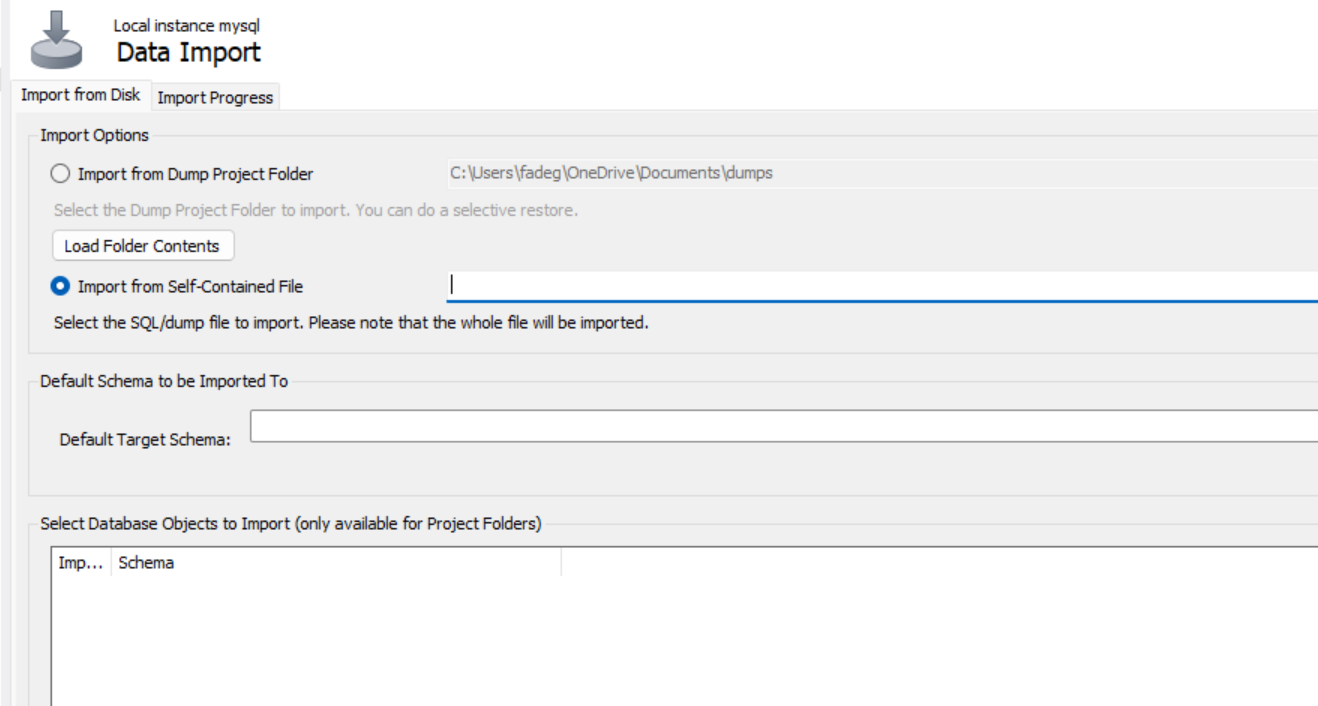 Local instance mysql
Data Import
Import from Disk Import Progress
Import Options
Import from Dump Project Folder C:\Users\fadeg\OneDrive\Documents\dumps
Select the Dump Project Folder to import. You can do a selective restore.
Load Folder Contents
Import from Self-Contained File
Select the SQL/dump file to import. Please note that the whole file will be imported.
Default Schema to be Imported To
Default Target Schema:
Select Database Objects to Import (only available for Project Folders)
Imp... Schema